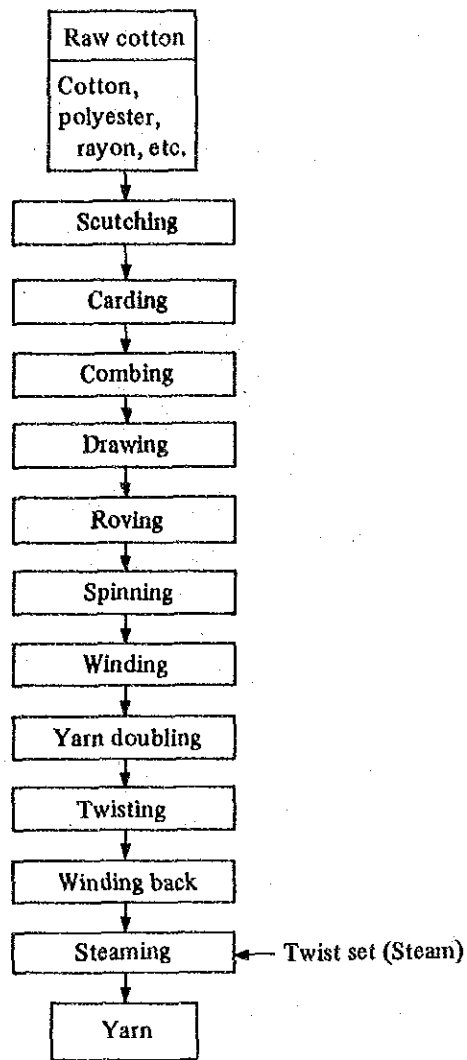 Raw cotton
Cotton,
polyester,
rayon, etc.
Scutching
Carding
Combing
Drawing
Roving
Spinning
Winding
Yarn doubling
Twisting
Winding back
Steaming
Twist set (Steam)
Yarn